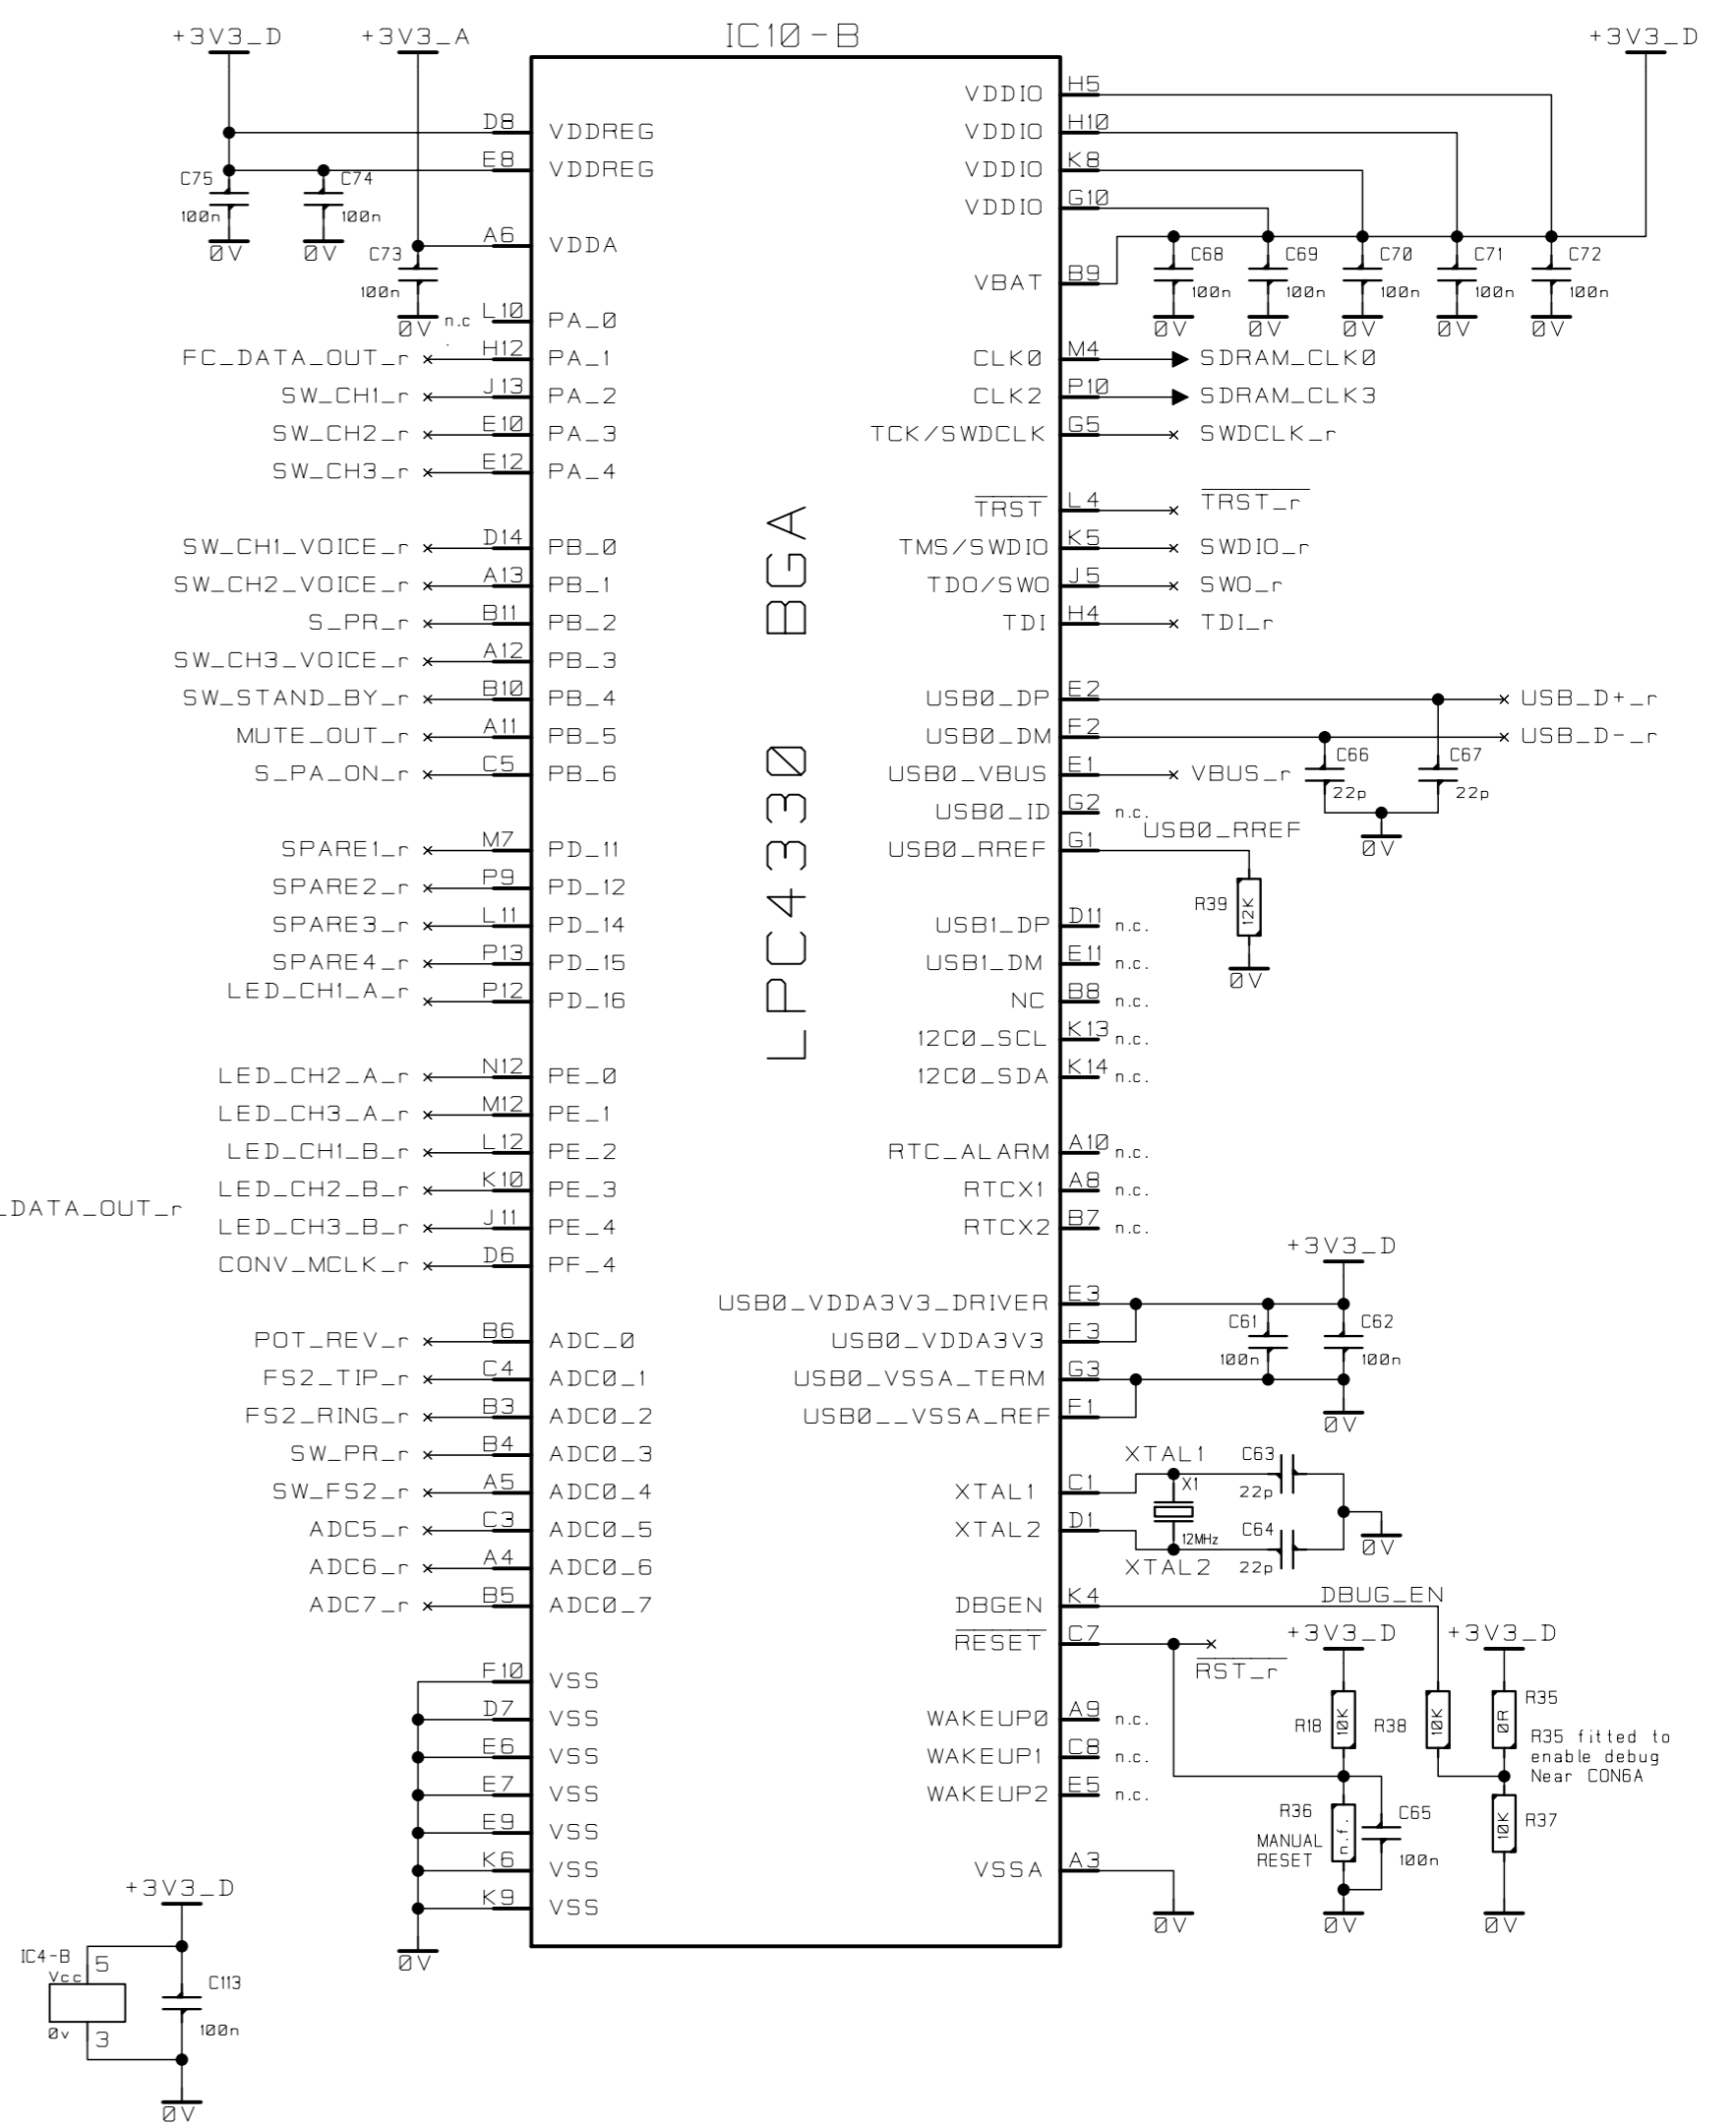 IC10-B
+3V3_D
+3V3_A
+3V3_D
D8 VDDREG
E8 VDDREG
C75
100n
0V
C74
100n
0V
A6 VDDA
C73
100n
0V
n.c L10 PA_0
FC_DATA_OUT_r H12 PA_1
SW_CH1_r J13 PA_2
SW_CH2_r E10 PA_3
SW_CH3_r E12 PA_4
SW_CH1_VOICE_r D14 PB_0
SW_CH2_VOICE_r A13 PB_1
S_PR_r B11 PB_2
SW_CH3_VOICE_r A12 PB_3
SW_STAND_BY_r B10 PB_4
MUTE_OUT_r A11 PB_5
S_PA_ON_r C5 PB_6
SPARE1_r M7 PD_11
SPARE2_r P9 PD_12
SPARE3_r L11 PD_14
SPARE4_r P13 PD_15
LED_CH1_A_r P12 PD_16
LED_CH2_A_r N12 PE_0
LED_CH3_A_r M12 PE_1
LED_CH1_B_r L12 PE_2
LED_CH2_B_r K10 PE_3
_DATA_OUT_r
LED_CH3_B_r J11 PE_4
CONV_MCLK_r D6 PF_4
POT_REV_r B6 ADC_0
FS2_TIP_r C4 ADC0_1
FS2_RING_r B3 ADC0_2
SW_PR_r B4 ADC0_3
SW_FS2_r A5 ADC0_4
ADC5_r C3 ADC0_5
ADC6_r A4 ADC0_6
ADC7_r B5 ADC0_7
F10 VSS
D7 VSS
E6 VSS
E7 VSS
E9 VSS
K6 VSS
K9 VSS
0V
LPC4330 BGA
VDDIO H5
VDDIO H10
VDDIO K8
VDDIO G10
VBAT B9
C68
100n
0V
C69
100n
0V
C70
100n
0V
C71
100n
0V
C72
100n
0V
CLK0 M4 SDRAM_CLK0
CLK2 P10 SDRAM_CLK3
TCK/SWDCLK G5 SWDCLK_r
TRST L4 TRST_r
TMS/SWDIO K5 SWDIO_r
TDO/SWO J5 SWO_r
TDI H4 TDI_r
USB0_DP E2 USB_D+_r
USB0_DM F2 USB_D-_r
USB0_VBUS E1 VBUS_r
C66
22p
C67
22p
0V
USB0_ID G2 n.c.
USB0_RREF
USB0_RREF G1
R39
12K
0V
USB1_DP D11 n.c.
USB1_DM E11 n.c.
NC B8 n.c.
12C0_SCL K13 n.c.
12C0_SDA K14 n.c.
RTC_ALARM A10 n.c.
RTCX1 A8 n.c.
RTCX2 B7 n.c.
+3V3_D
USB0_VDDA3V3_DRIVER E3
USB0_VDDA3V3 F3
C61
100n
C62
100n
USB0_VSSA_TERM G3
USB0__VSSA_REF F1
0V
XTAL1
C63
22p
XTAL1 C1
X1
12MHz
XTAL2 D1
C64
22p
XTAL2
0V
DBGEN K4
DBUG_EN
RESET C7
RST_r
+3V3_D
+3V3_D
WAKEUP0 A9 n.c.
WAKEUP1 C8 n.c.
WAKEUP2 E5 n.c.
R18
10K
R38
10K
R35
0R
R35 fitted to
enable debug
Near CON6A
R36
n.f.
MANUAL
RESET
C65
100n
R37
10K
VSSA A3
0V
0V
0V
+3V3_D
IC4-B
Vcc
5
0v
3
C113
100n
0V